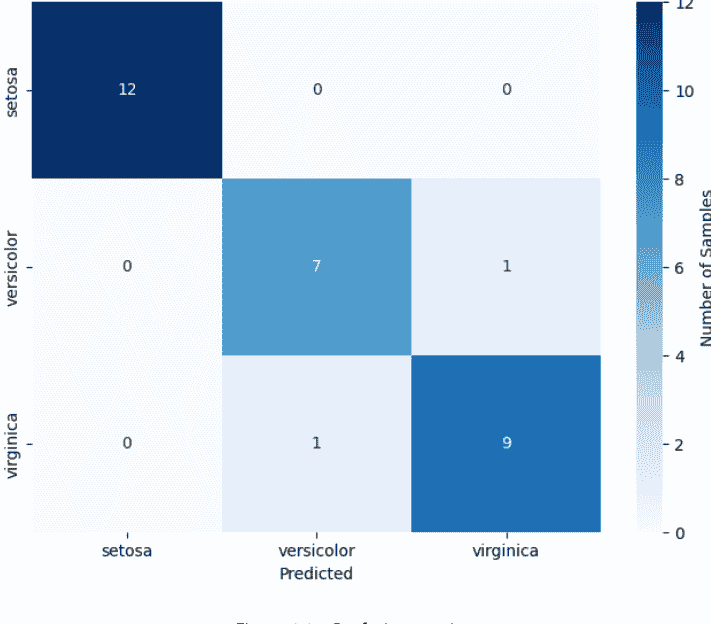 12
setosa
12 0 0
10
8
versicolor
0 7 1
6
Number of Samples
4
virginica
0 1 9
2
0
setosa versicolor virginica
Predicted